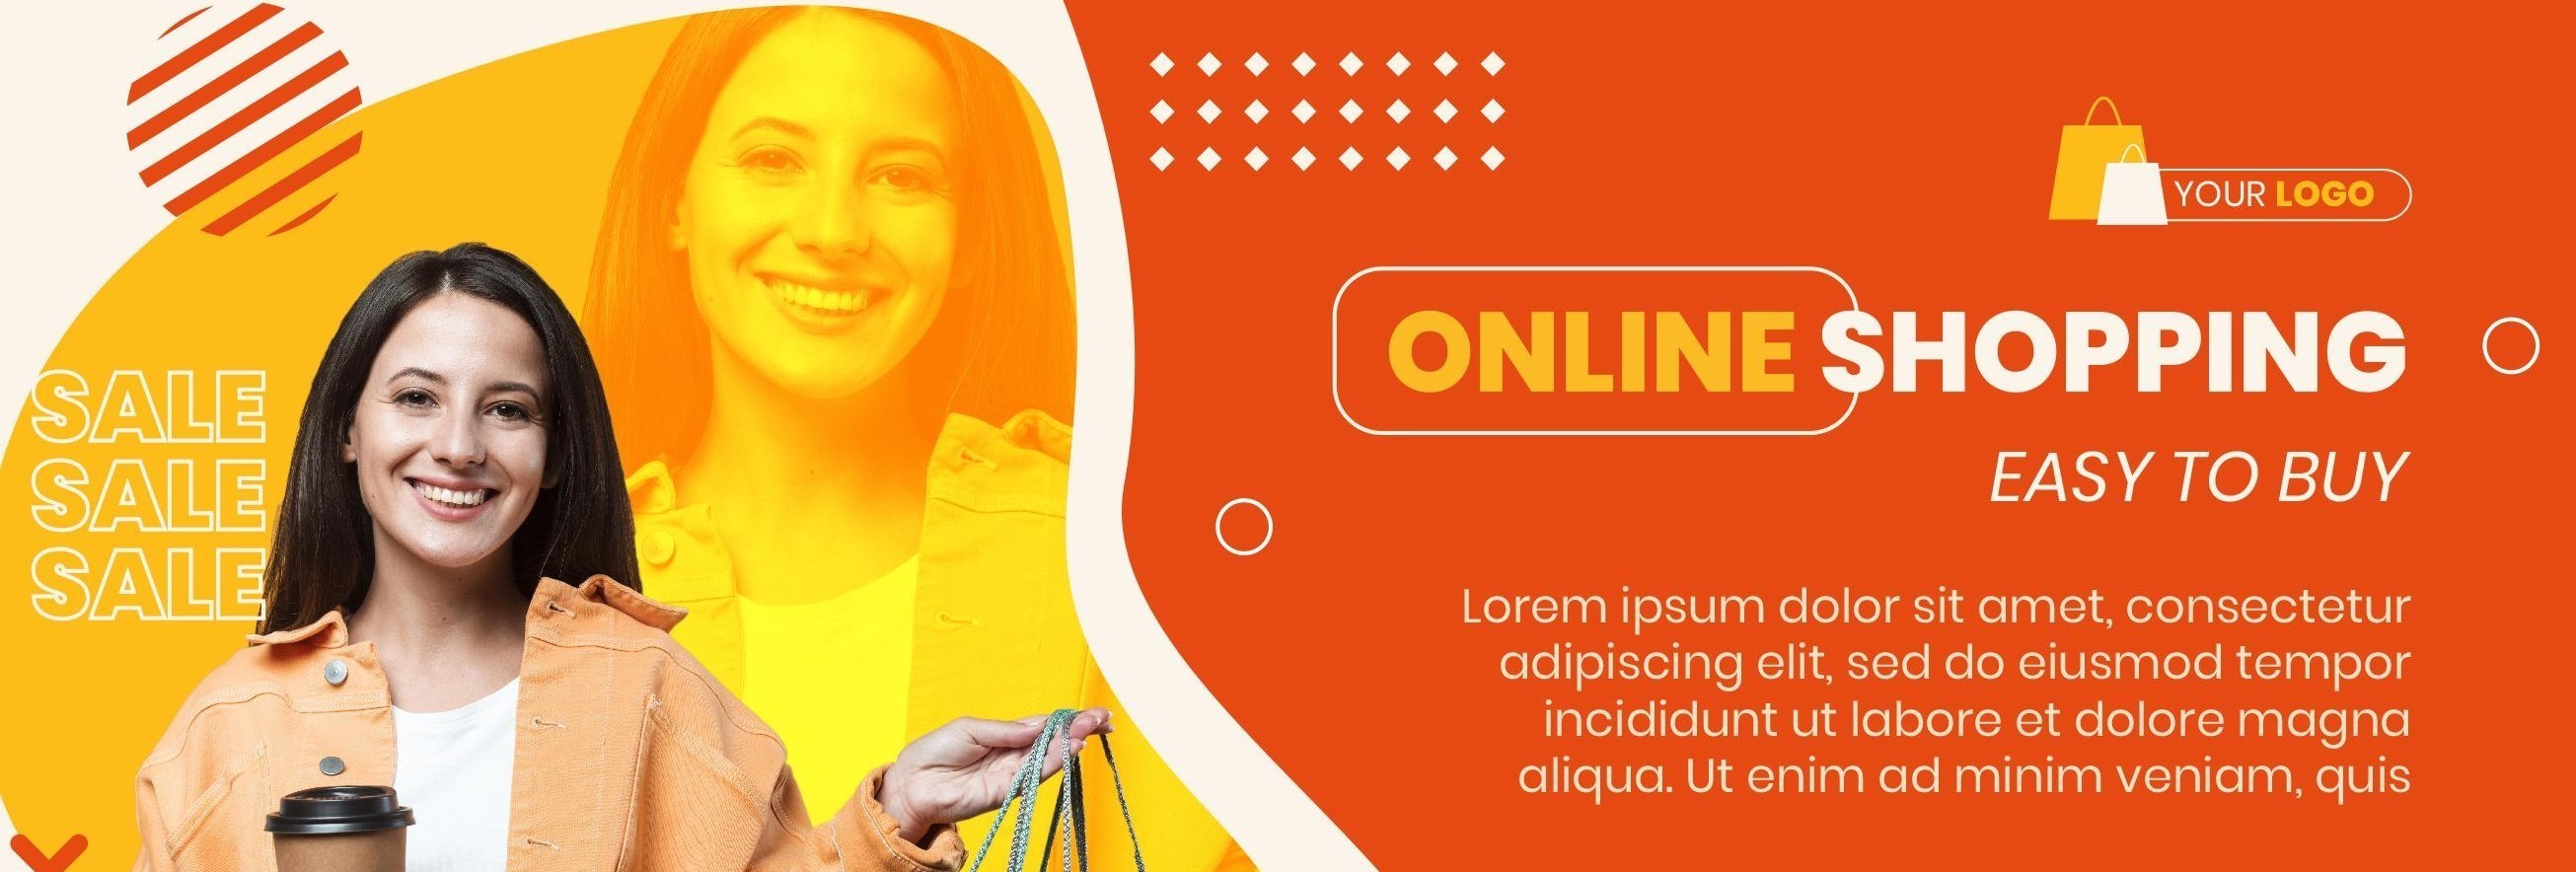 SALE
SALE
SALE
YOUR LOGO
ONLINE SHOPPING
EASY TO BUY
Lorem ipsum dolor sit amet, consectetur
adipiscing elit, sed do eiusmod tempor
incididunt ut labore et dolore magna
aliqua. Ut enim ad minim veniam, quis